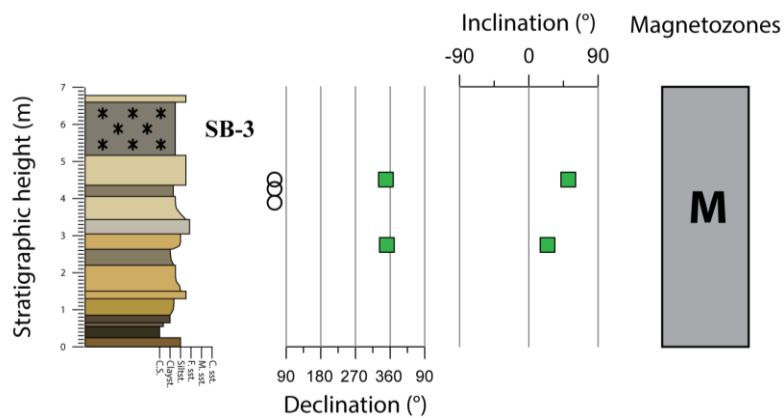 Inclination (°)
Magnetozones
-90 0 90
Stratigraphic height (m)
7
6
5
4
3
2
1
0
SB-3
M
C.S.
Clayst.
Siltst.
F. sst.
M. sst.
C. sst.
90 180 270 360 90
Declination (°)